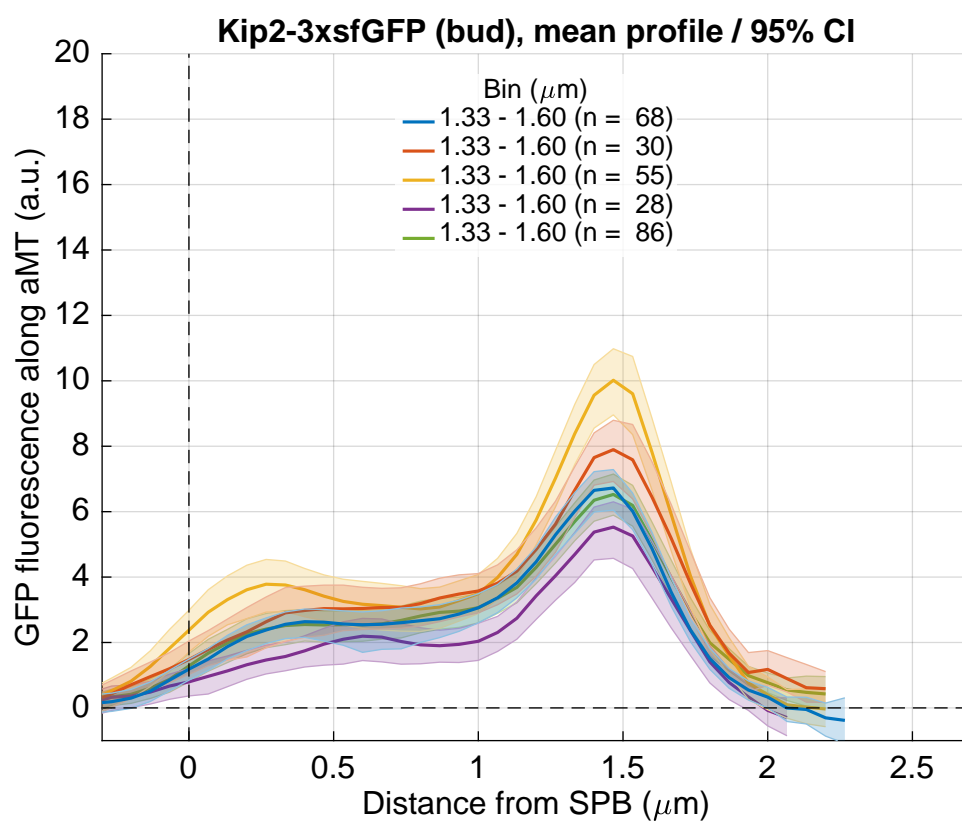 Kip2-3xsfGFP (bud), mean profile / 95% CI
20
18
16
14
12
10
8
6
4
2
0
GFP fluorescence along aMT (a.u.)
Bin (μm)
1.33 - 1.60 (n = 68)
1.33 - 1.60 (n = 30)
1.33 - 1.60 (n = 55)
1.33 - 1.60 (n = 28)
1.33 - 1.60 (n = 86)
0 0.5 1 1.5 2 2.5
Distance from SPB (μm)